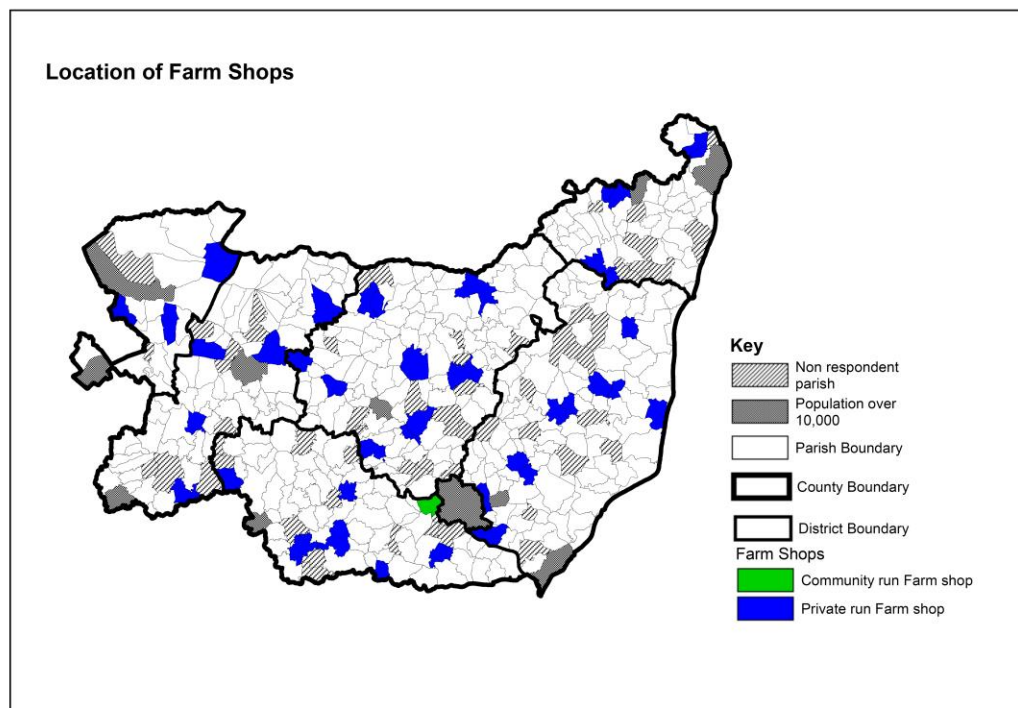 Location of Farm Shops
Key
Non respondent
parish
Population over
10,000
Parish Boundary
County Boundary
District Boundary
Farm Shops
Community run Farm shop
Private run Farm shop